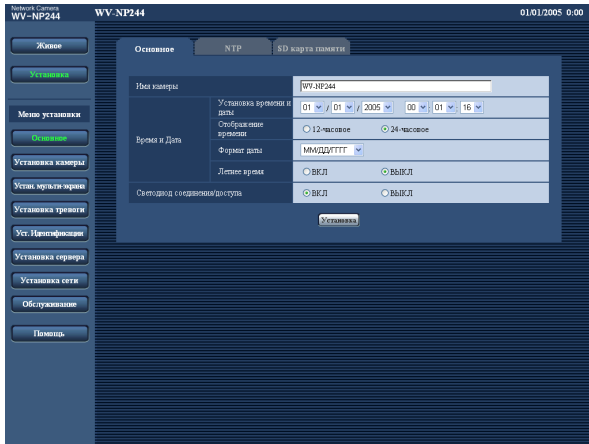 Network Camera
WV-NP244
WV-NP244
01/01/2005 0:00
Живое
Установка
Меню установки
Основное
Установка камеры
Устан. мульти-экрана
Установка тревоги
Уст. Идентификации
Установка сервера
Установка сети
Обслуживание
Помощь
Основное
NTP
SD карта памяти
Имя камеры
WV-NP244
Время и Дата
Установка времени и даты
01 / 01 / 2005 00 : 01 : 16
Отображение времени
12-часовое
24-часовое
Формат даты
ММ/ДД/ГГГГ
Летнее время
ВКЛ
ВЫКЛ
Светодиод соединения/доступа
ВКЛ
ВЫКЛ
Установка